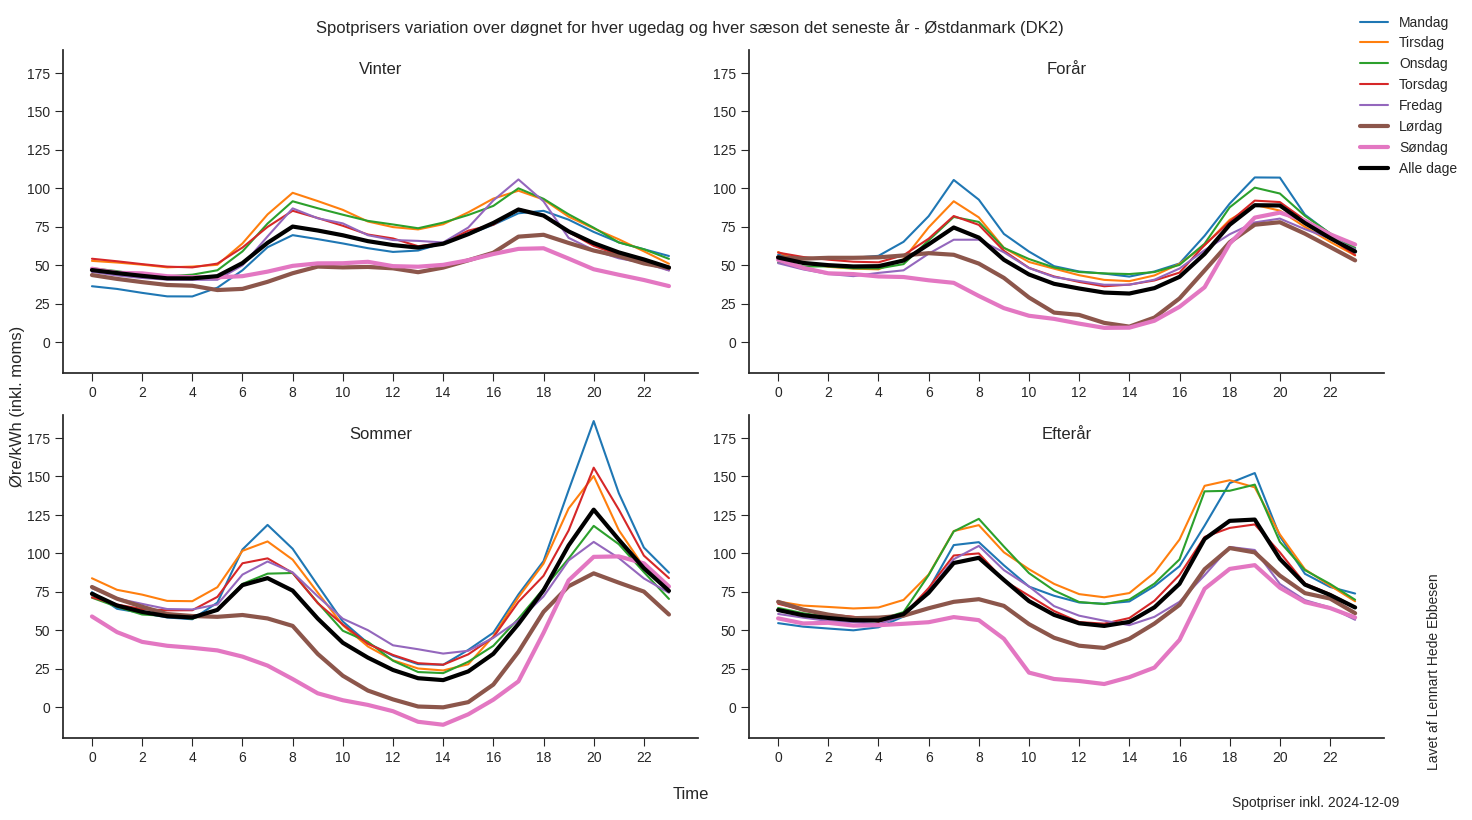 Spotprisers variation over døgnet for hver ugedag og hver sæson det seneste år - Østdanmark (DK2)
Mandag
Tirsdag
Onsdag
Torsdag
Fredag
Lørdag
Søndag
Alle dage
Vinter
175
150
125
100
75
50
25
0
0 2 4 6 8 10 12 14 16 18 20 22
Forår
175
150
125
100
75
50
25
0
0 2 4 6 8 10 12 14 16 18 20 22
Øre/kWh (inkl. moms)
Sommer
175
150
125
100
75
50
25
0
0 2 4 6 8 10 12 14 16 18 20 22
Efterår
175
150
125
100
75
50
25
0
0 2 4 6 8 10 12 14 16 18 20 22
Time
Lavet af Lennart Hede Ebbesen
Spotpriser inkl. 2024-12-09